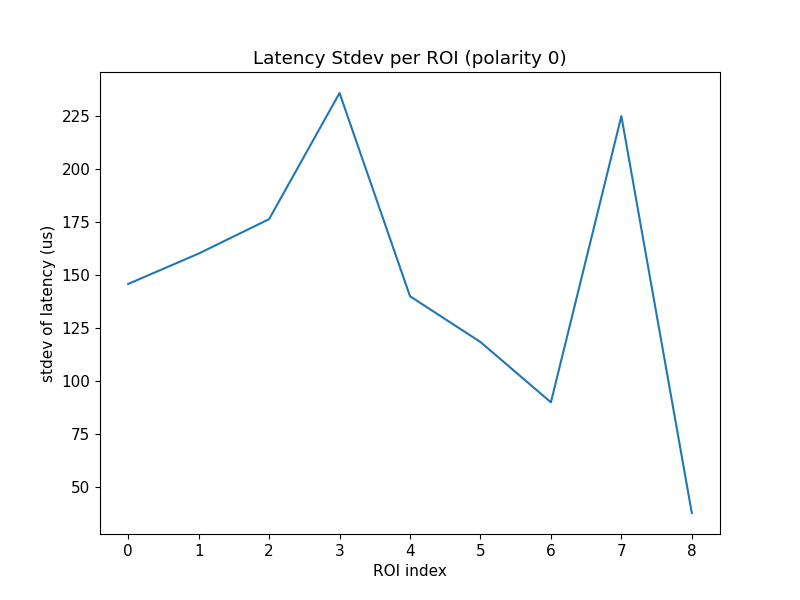 Latency Stdev per ROI (polarity 0)
stdev of latency (us)
225
200
175
150
125
100
75
50
0 1 2 3 4 5 6 7 8
ROI index